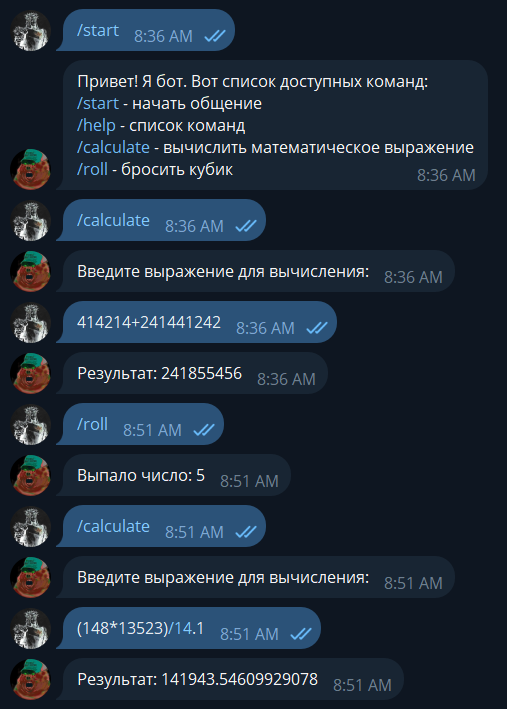 /start 8:36 AM
Привет! Я бот. Вот список доступных команд:
/start - начать общение
/help - список команд
/calculate - вычислить математическое выражение
/roll - бросить кубик 8:36 AM
/calculate 8:36 AM
Введите выражение для вычисления: 8:36 AM
414214+241441242 8:36 AM
Результат: 241855456 8:36 AM
/roll 8:51 AM
Выпало число: 5 8:51 AM
/calculate 8:51 AM
Введите выражение для вычисления: 8:51 AM
(148*13523)/14.1 8:51 AM
Результат: 141943.54609929078 8:51 AM